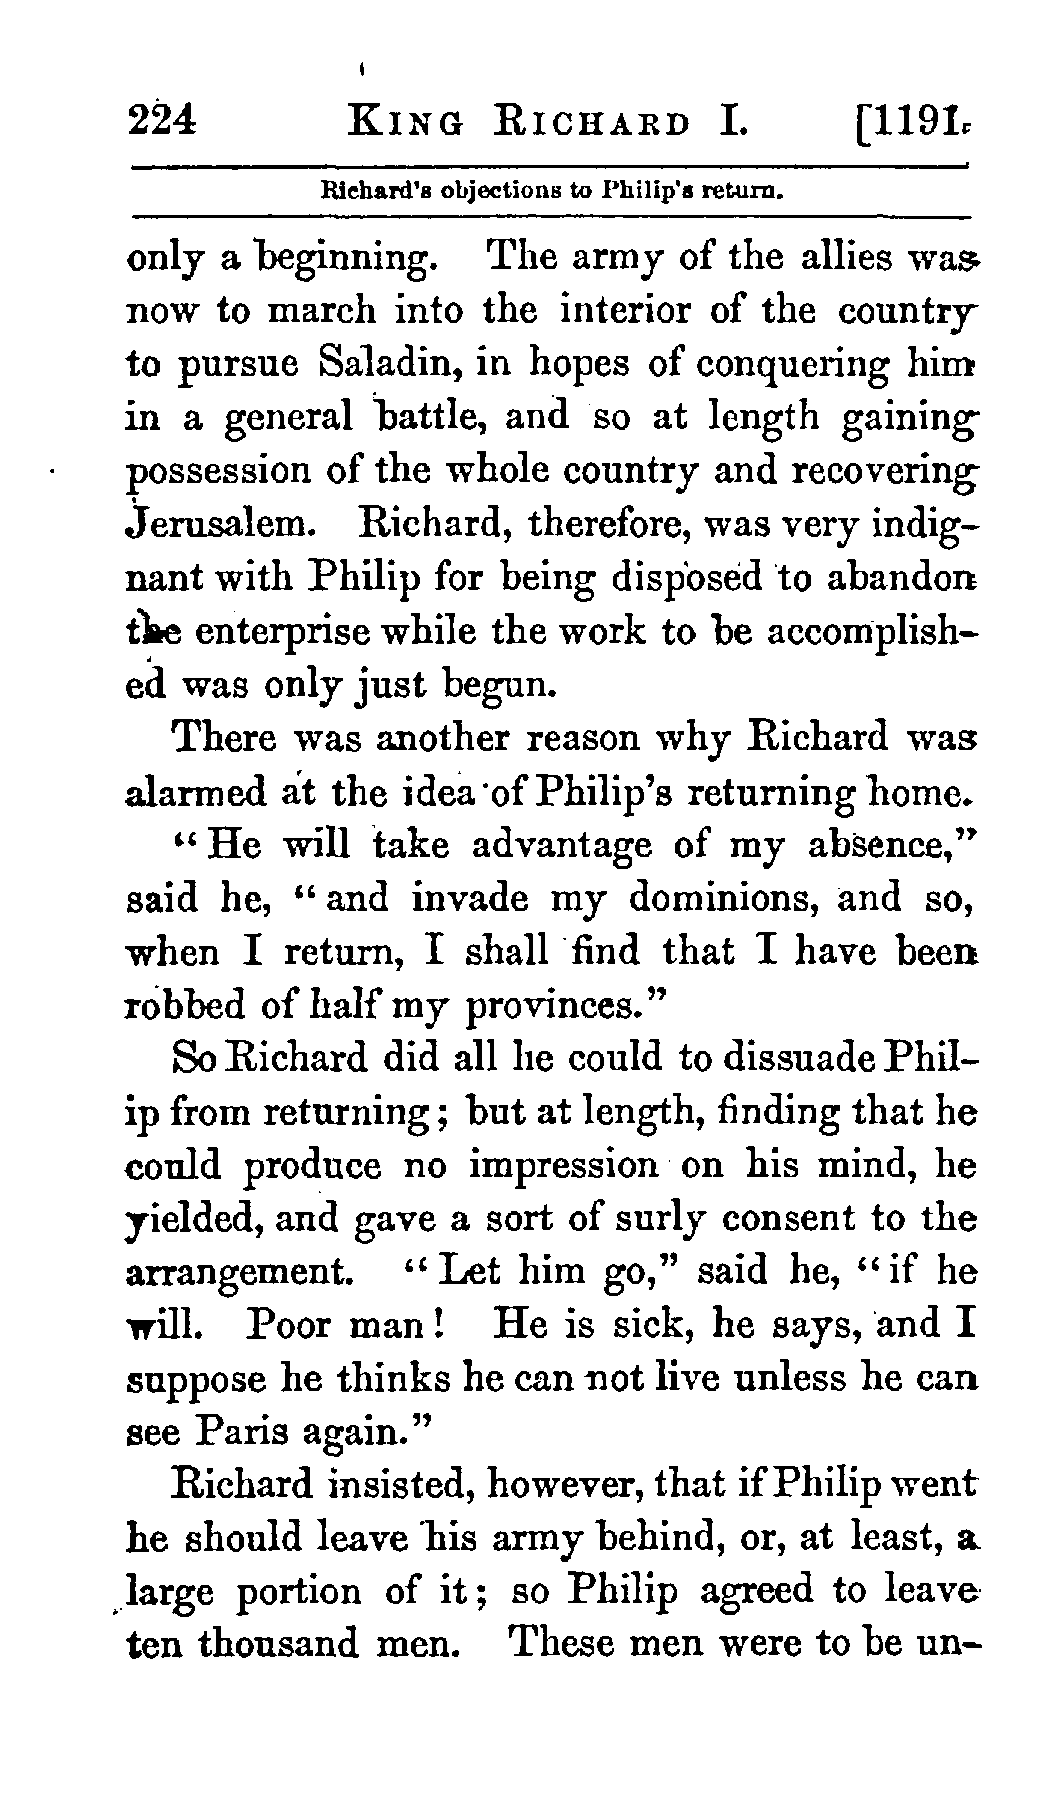 224 KING RICHARD I. [1191.
Richard's objections to Philip's return.
only a beginning. The army of the allies was
now to march into the interior of the country
to pursue Saladin, in hopes of conquering him
in a general battle, and so at length gaining
possession of the whole country and recovering
Jerusalem. Richard, therefore, was very indig-
nant with Philip for being disposed to abandon
the enterprise while the work to be accomplish-
ed was only just begun.
There was another reason why Richard was
alarmed at the idea of Philip's returning home.
“He will take advantage of my absence,”
said he, “and invade my dominions, and so,
when I return, I shall find that I have been
robbed of half my provinces.”
So Richard did all he could to dissuade Phil-
ip from returning; but at length, finding that he
could produce no impression on his mind, he
yielded, and gave a sort of surly consent to the
arrangement. “Let him go,” said he, “if he
will. Poor man! He is sick, he says, and I
suppose he thinks he can not live unless he can
see Paris again.”
Richard insisted, however, that if Philip went
he should leave his army behind, or, at least, a
large portion of it; so Philip agreed to leave
ten thousand men. These men were to be un-